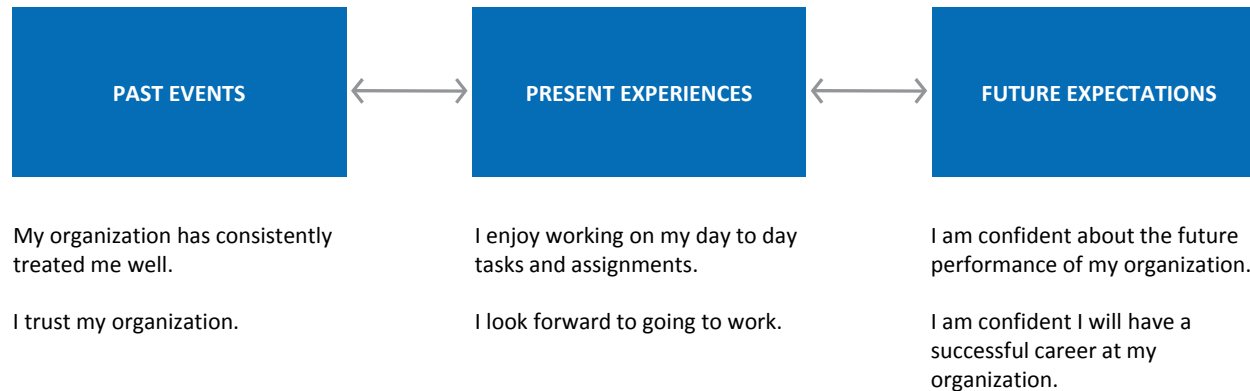 PAST EVENTS
PRESENT EXPERIENCES
FUTURE EXPECTATIONS
My organization has consistently
treated me well.
I trust my organization.
I enjoy working on my day to day
tasks and assignments.
I look forward to going to work.
I am confident about the future
performance of my organization.
I am confident I will have a
successful career at my
organization.